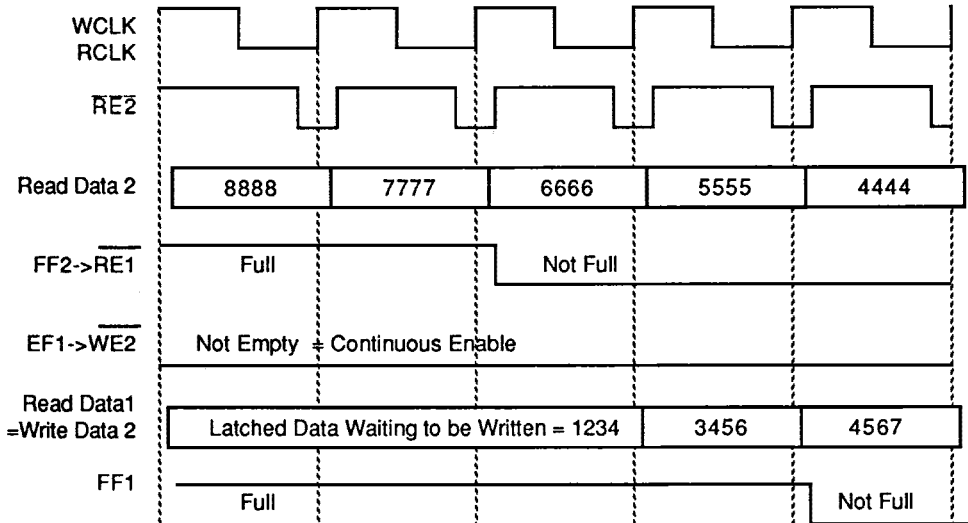 WCLK
RCLK
RE2
Read Data 2 8888 7777 6666 5555 4444
FF2->RE1 Full Not Full
EF1->WE2 Not Empty = Continuous Enable
Read Data1
=Write Data 2 Latched Data Waiting to be Written = 1234 3456 4567
FF1 Full Not Full